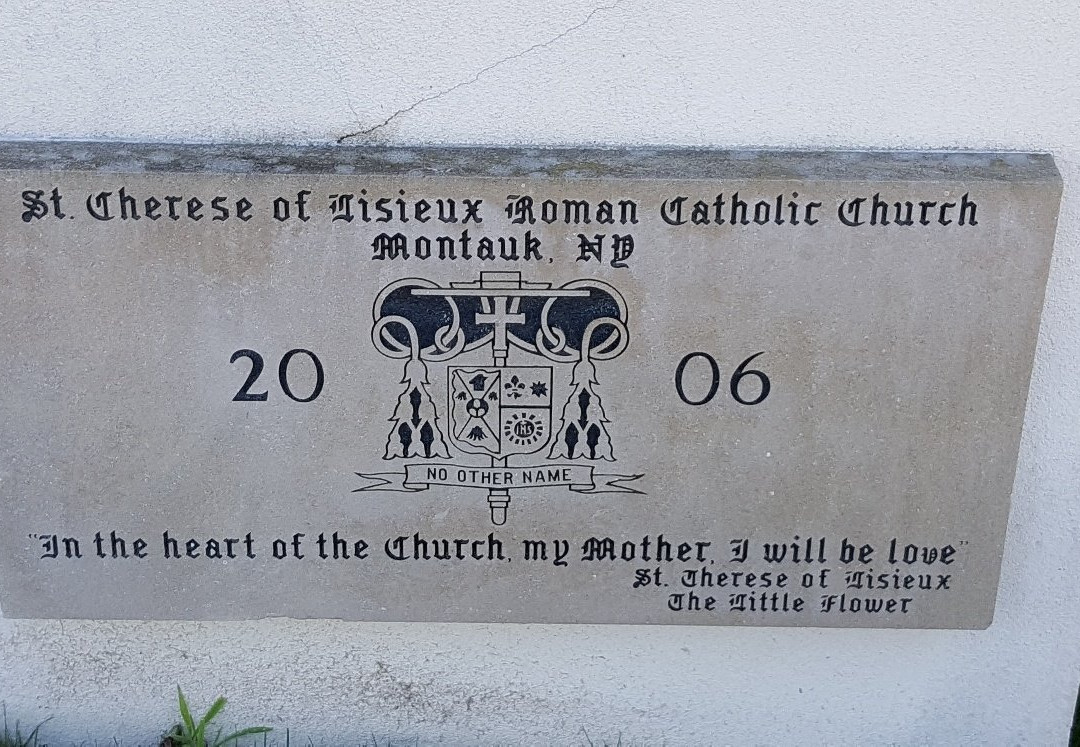 St. Therese of Lisieux Roman Catholic Church
Montauk, NY
20 06
IHS
NO OTHER NAME
"In the heart of the Church, my Mother, I will be love"
St. Therese of Lisieux
The Little Flower